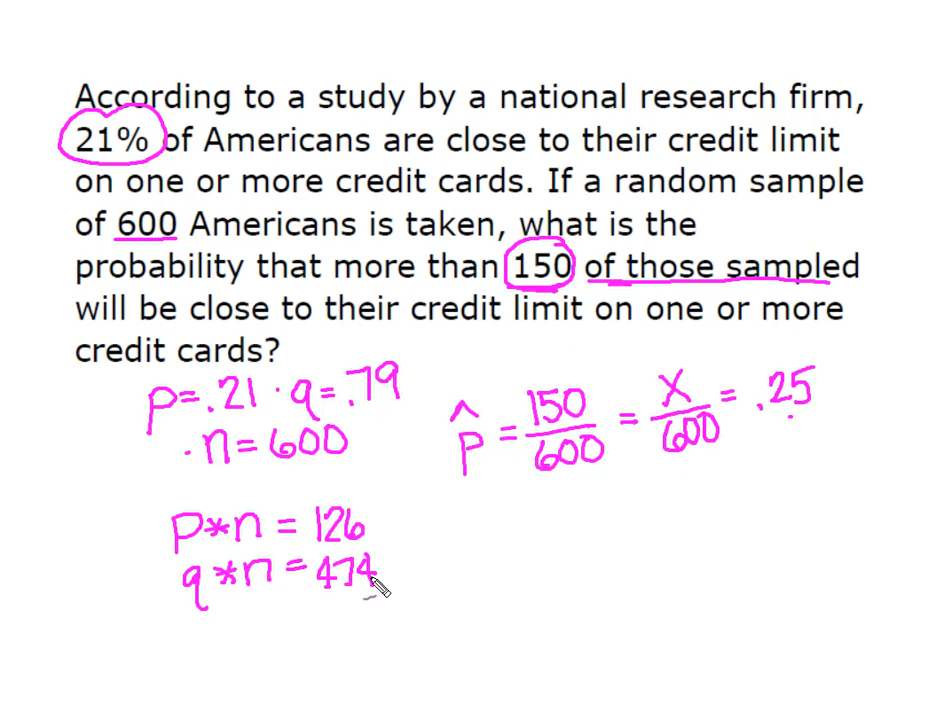 According to a study by a national research firm,
21% of Americans are close to their credit limit
on one or more credit cards. If a random sample
of 600 Americans is taken, what is the
probability that more than 150 of those sampled
will be close to their credit limit on one or more
credit cards?
p = .21 · q = .79
· n = 600
p̂ = 150/600 = x/600 = .25
p*n = 126
q*n = 474